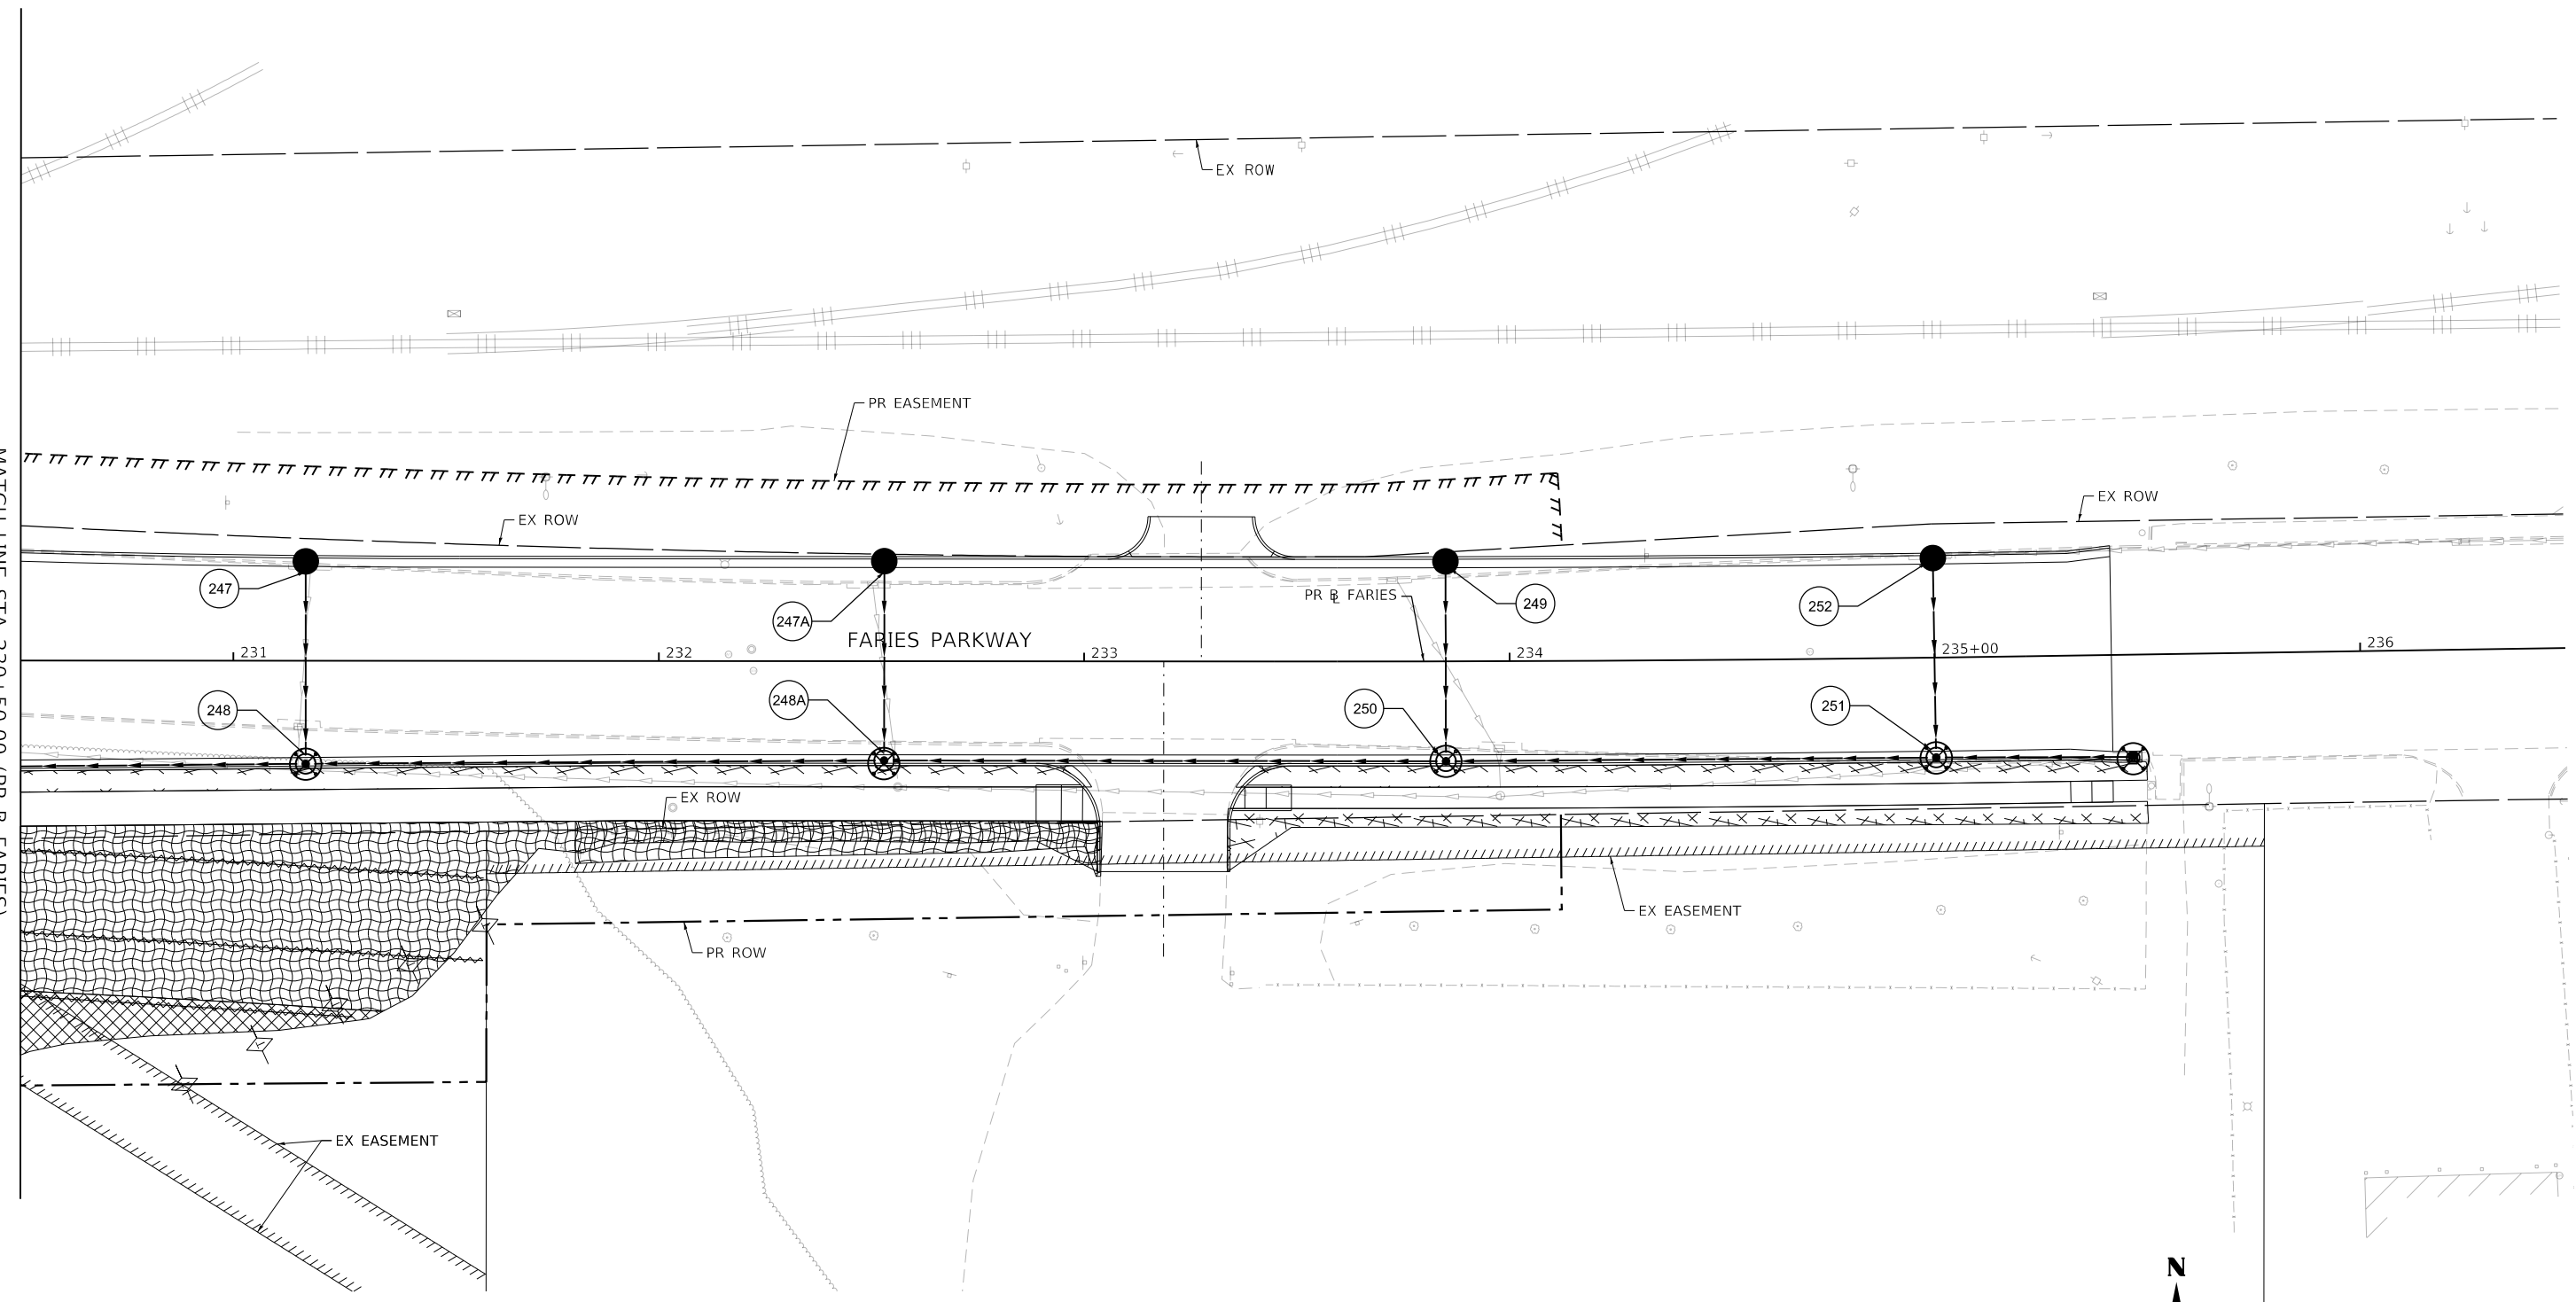 EX ROW
PR EASEMENT
EX ROW
EX ROW
247
247A
PR ⅊ FARIES
249
252
FARIES PARKWAY
231
232
233
234
235+00
236
248
248A
250
251
EX ROW
EX EASEMENT
PR ROW
EX EASEMENT
N